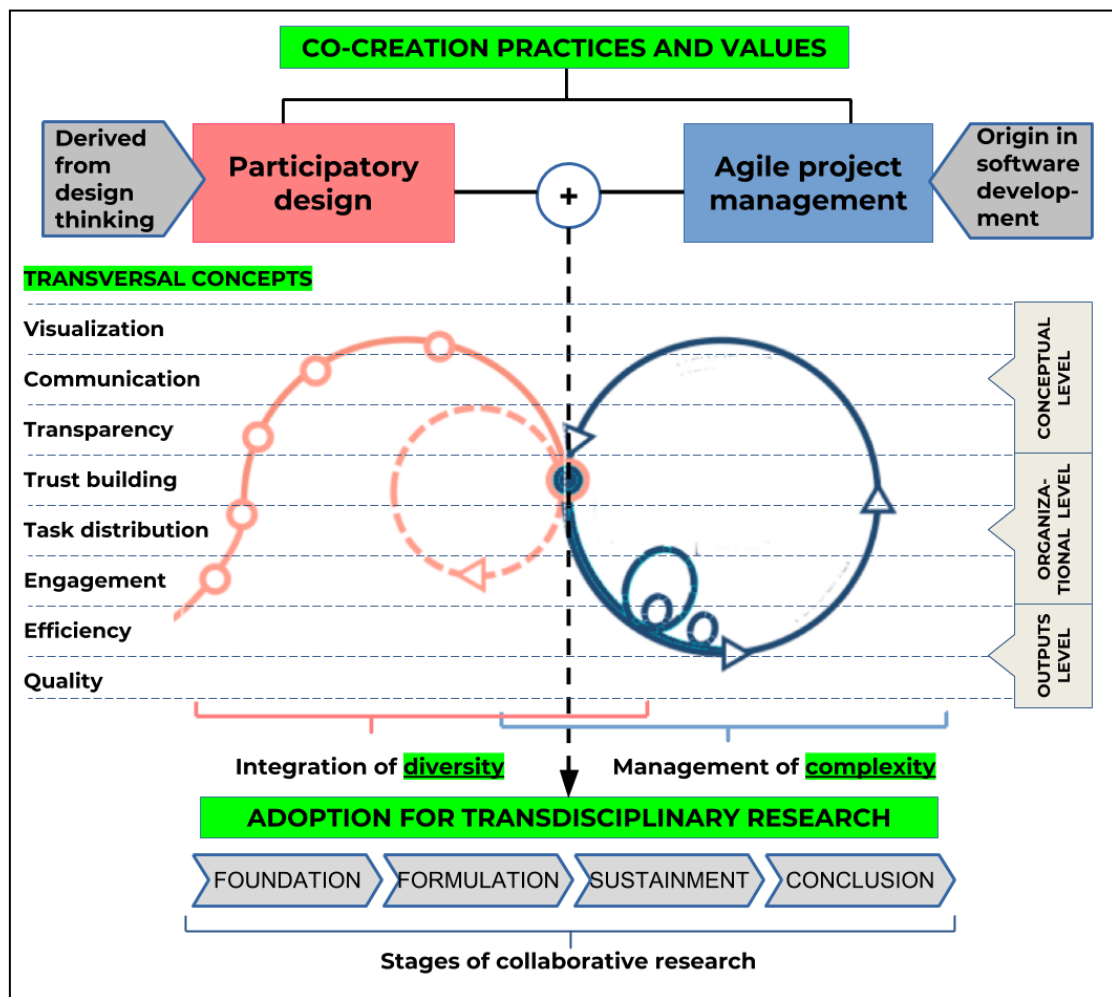 CO-CREATION PRACTICES AND VALUES
Derived
from
design
thinking
Participatory
design
+
Agile project
management
Origin in
software
develop-
ment
TRANSVERSAL CONCEPTS
Visualization
Communication
Transparency
Trust building
Task distribution
Engagement
Efficiency
Quality
CONCEPTUAL
LEVEL
ORGANIZA-
TIONAL LEVEL
OUTPUTS
LEVEL
Integration of diversity
Management of complexity
ADOPTION FOR TRANSDISCIPLINARY RESEARCH
FOUNDATION
FORMULATION
SUSTAINMENT
CONCLUSION
Stages of collaborative research